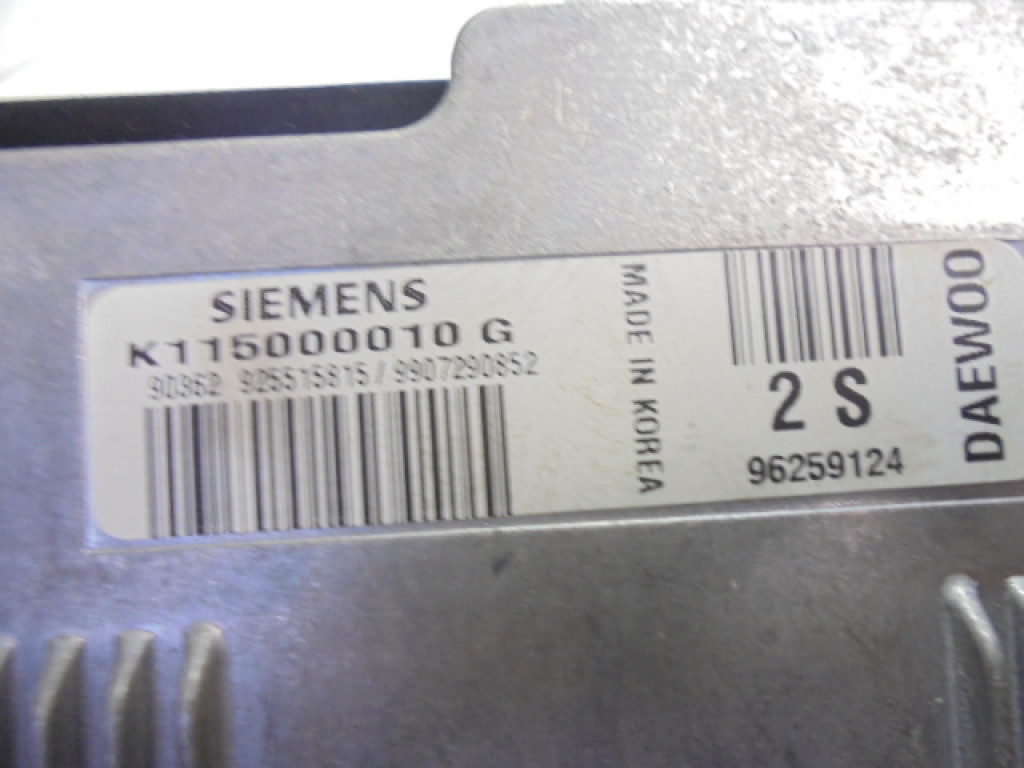 SIEMENS
K115000010 G
90362 925515815 / 9907290852
MADE IN KOREA
2 S
96259124
DAEWOO